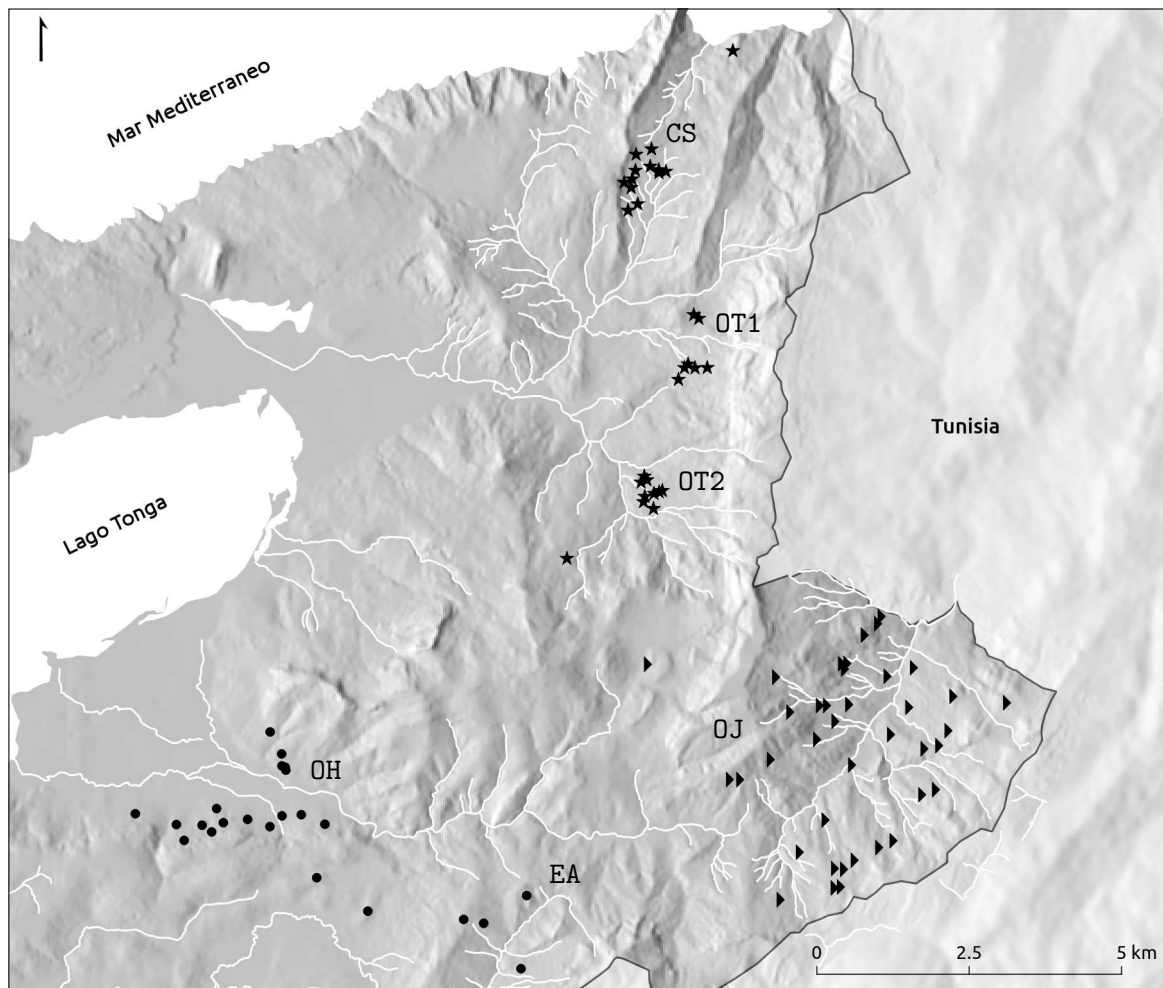 Mar Mediterraneo
CS
OT1
Tunisia
OT2
Lago Tonga
OJ
OH
EA
0 2.5 5 km